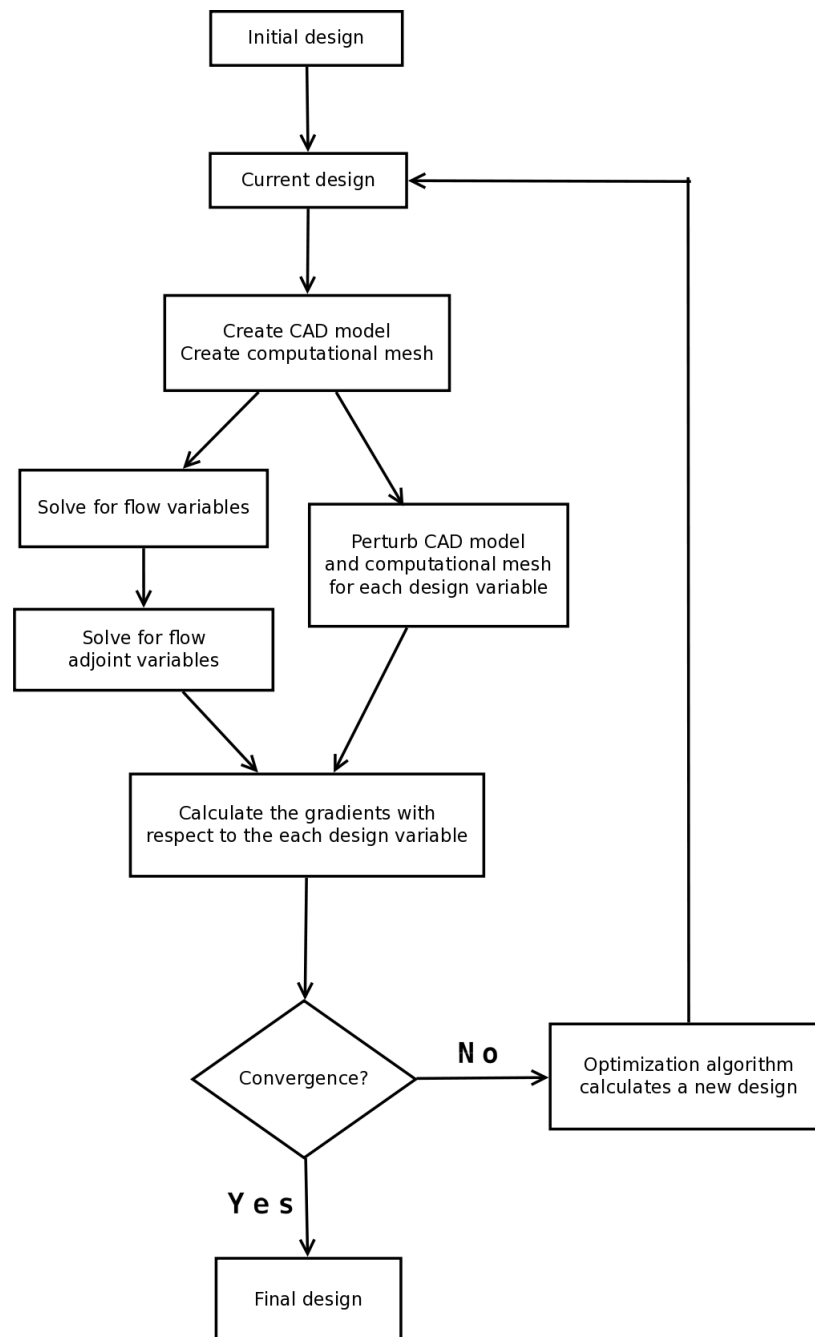 Initial design
Current design
Create CAD model
Create computational mesh
Solve for flow variables
Perturb CAD model
and computational mesh
for each design variable
Solve for flow
adjoint variables
Calculate the gradients with
respect to the each design variable
Convergence?
No
Optimization algorithm
calculates a new design
Yes
Final design